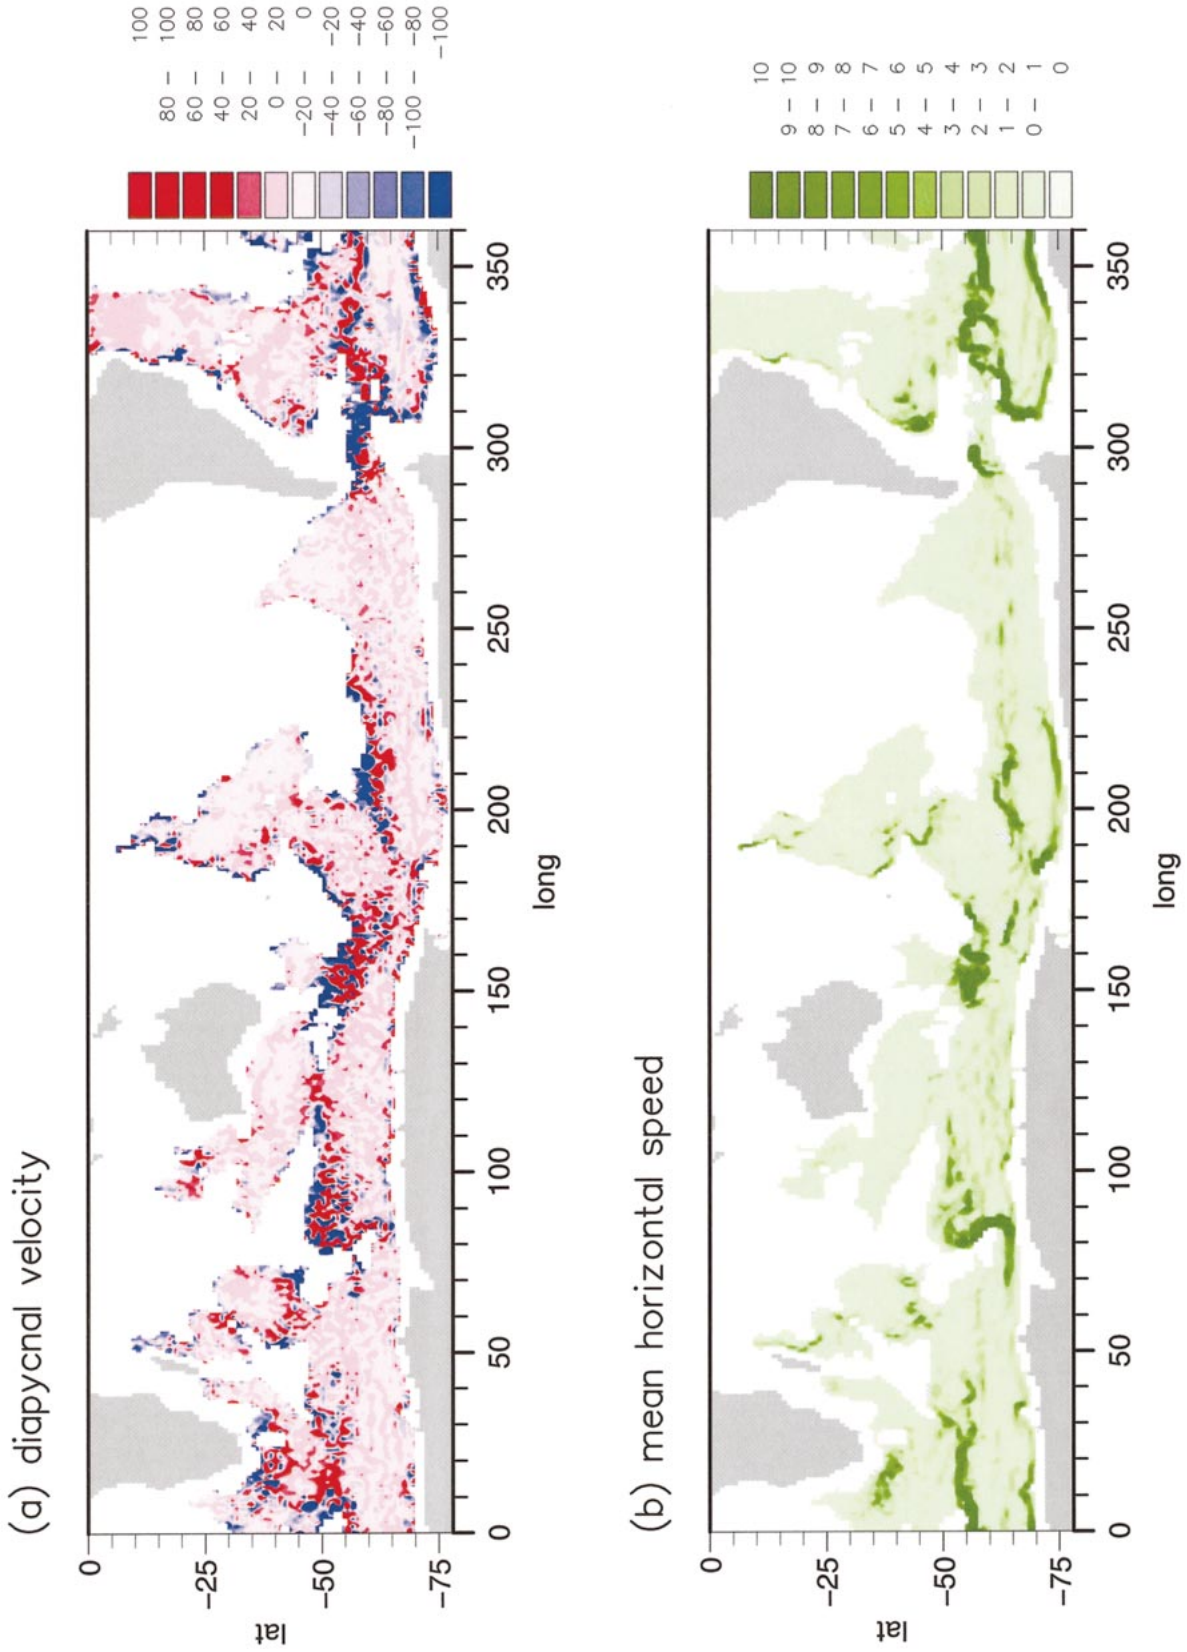 (a) diapycnal velocity
0
−25
−50
−75
lat
0
50
100
150
200
250
300
350
long
100
80 − 100
60 − 80
40 − 60
20 − 40
0 − 20
−20 − 0
−40 − −20
−60 − −40
−80 − −60
−100 − −80
−100
(b) mean horizontal speed
0
−25
−50
−75
lat
0
50
100
150
200
250
300
350
long
10
9 − 10
8 − 9
7 − 8
6 − 7
5 − 6
4 − 5
3 − 4
2 − 3
1 − 2
0 − 1
0